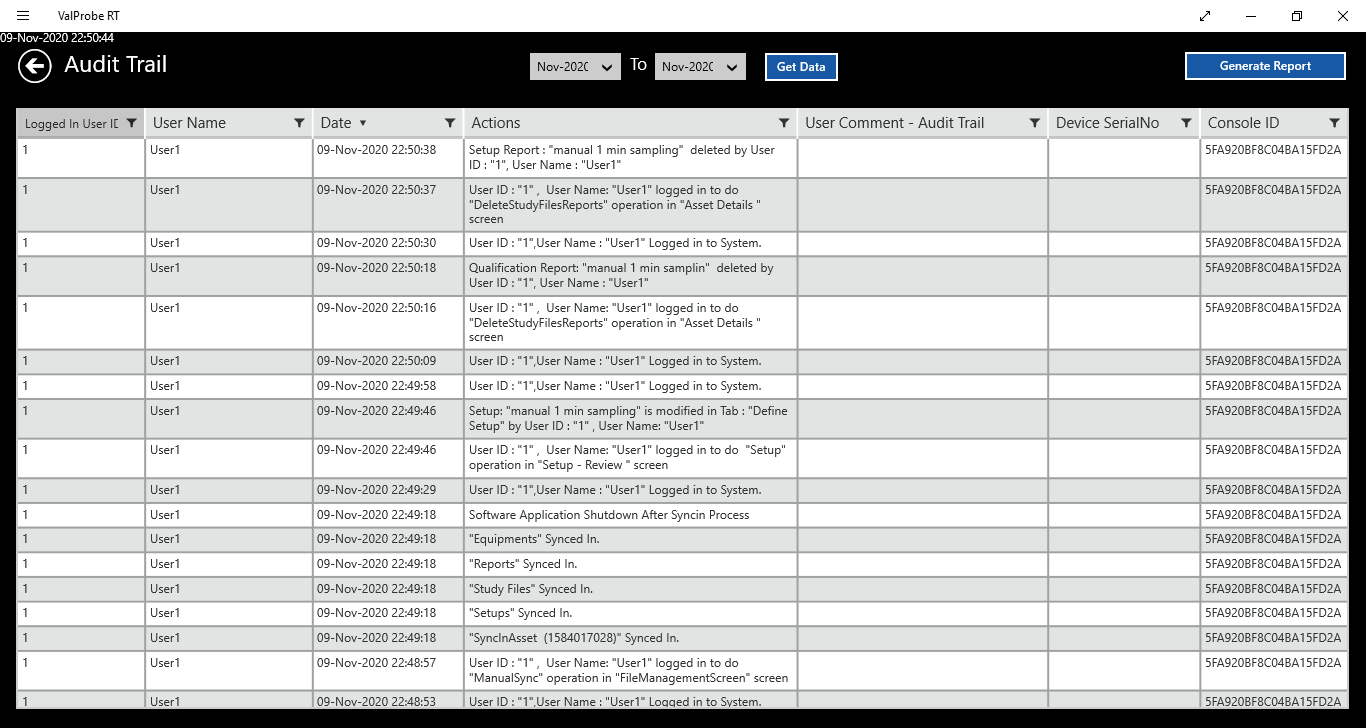 ValProbe RT
09-Nov-2020 22:50:44
Audit Trail
Nov-202
To
Nov-202
Get Data
Generate Report
Logged In User ID User Name Date Actions User Comment - Audit Trail Device SerialNo Console ID
1 User1 09-Nov-2020 22:50:38 Setup Report : "manual 1 min sampling"  deleted by User 5FA920BF8C04BA15FD2A
ID : "1", User Name : "User1"
1 User1 09-Nov-2020 22:50:37 User ID : "1" ,  User Name: "User1" logged in to do 5FA920BF8C04BA15FD2A
"DeleteStudyFilesReports" operation in "Asset Details "
screen
1 User1 09-Nov-2020 22:50:30 User ID : "1",User Name : "User1" Logged in to System. 5FA920BF8C04BA15FD2A
1 User1 09-Nov-2020 22:50:18 Qualification Report: "manual 1 min samplin"  deleted by 5FA920BF8C04BA15FD2A
User ID : "1", User Name : "User1"
1 User1 09-Nov-2020 22:50:16 User ID : "1" ,  User Name: "User1" logged in to do 5FA920BF8C04BA15FD2A
"DeleteStudyFilesReports" operation in "Asset Details "
screen
1 User1 09-Nov-2020 22:50:09 User ID : "1",User Name : "User1" Logged in to System. 5FA920BF8C04BA15FD2A
1 User1 09-Nov-2020 22:49:58 User ID : "1",User Name : "User1" Logged in to System. 5FA920BF8C04BA15FD2A
1 User1 09-Nov-2020 22:49:46 Setup: "manual 1 min sampling" is modified in Tab : "Define 5FA920BF8C04BA15FD2A
Setup" by User ID : "1" , User Name: "User1"
1 User1 09-Nov-2020 22:49:46 User ID : "1" ,  User Name: "User1" logged in to do  "Setup" 5FA920BF8C04BA15FD2A
operation in "Setup - Review " screen
1 User1 09-Nov-2020 22:49:29 User ID : "1",User Name : "User1" Logged in to System. 5FA920BF8C04BA15FD2A
1 User1 09-Nov-2020 22:49:18 Software Application Shutdown After Syncin Process 5FA920BF8C04BA15FD2A
1 User1 09-Nov-2020 22:49:18 "Equipments" Synced In. 5FA920BF8C04BA15FD2A
1 User1 09-Nov-2020 22:49:18 "Reports" Synced In. 5FA920BF8C04BA15FD2A
1 User1 09-Nov-2020 22:49:18 "Study Files" Synced In. 5FA920BF8C04BA15FD2A
1 User1 09-Nov-2020 22:49:18 "Setups" Synced In. 5FA920BF8C04BA15FD2A
1 User1 09-Nov-2020 22:49:18 "SyncInAsset  (1584017028)" Synced In. 5FA920BF8C04BA15FD2A
1 User1 09-Nov-2020 22:48:57 User ID : "1" ,  User Name: "User1" logged in to do 5FA920BF8C04BA15FD2A
"ManualSync" operation in "FileManagementScreen" screen
1 User1 09-Nov-2020 22:48:53 User ID : "1",User Name : "User1" Logged in to System. 5FA920BF8C04BA15FD2A